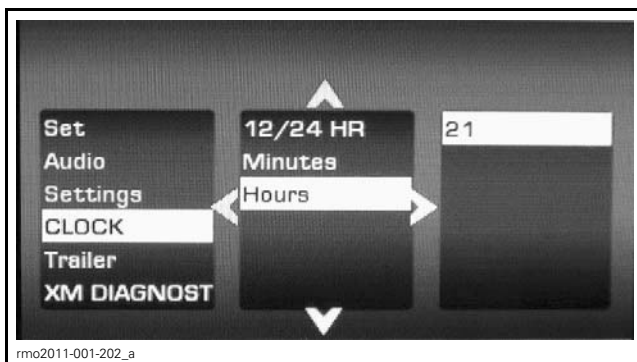 Set
Audio
Settings
CLOCK
Trailer
XM DIAGNOST
12/24 HR
Minutes
Hours
21
rmo2011-001-202_a